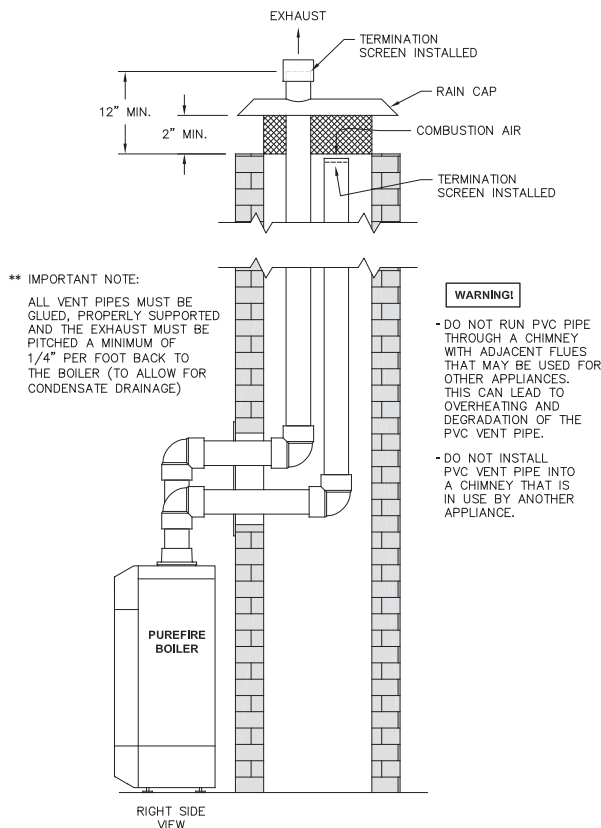 EXHAUST
TERMINATION
SCREEN INSTALLED
RAIN CAP
12” MIN.
2” MIN.
COMBUSTION AIR
TERMINATION
SCREEN INSTALLED
** IMPORTANT NOTE:
ALL VENT PIPES MUST BE
GLUED, PROPERLY SUPPORTED
AND THE EXHAUST MUST BE
PITCHED A MINIMUM OF
1/4” PER FOOT BACK TO
THE BOILER (TO ALLOW FOR
CONDENSATE DRAINAGE)
WARNING!
- DO NOT RUN PVC PIPE
THROUGH A CHIMNEY
WITH ADJACENT FLUES
THAT MAY BE USED FOR
OTHER APPLIANCES.
THIS CAN LEAD TO
OVERHEATING AND
DEGRADATION OF THE
PVC VENT PIPE.
- DO NOT INSTALL
PVC VENT PIPE INTO
A CHIMNEY THAT IS
IN USE BY ANOTHER
APPLIANCE.
PUREFIRE
BOILER
RIGHT SIDE
VIEW